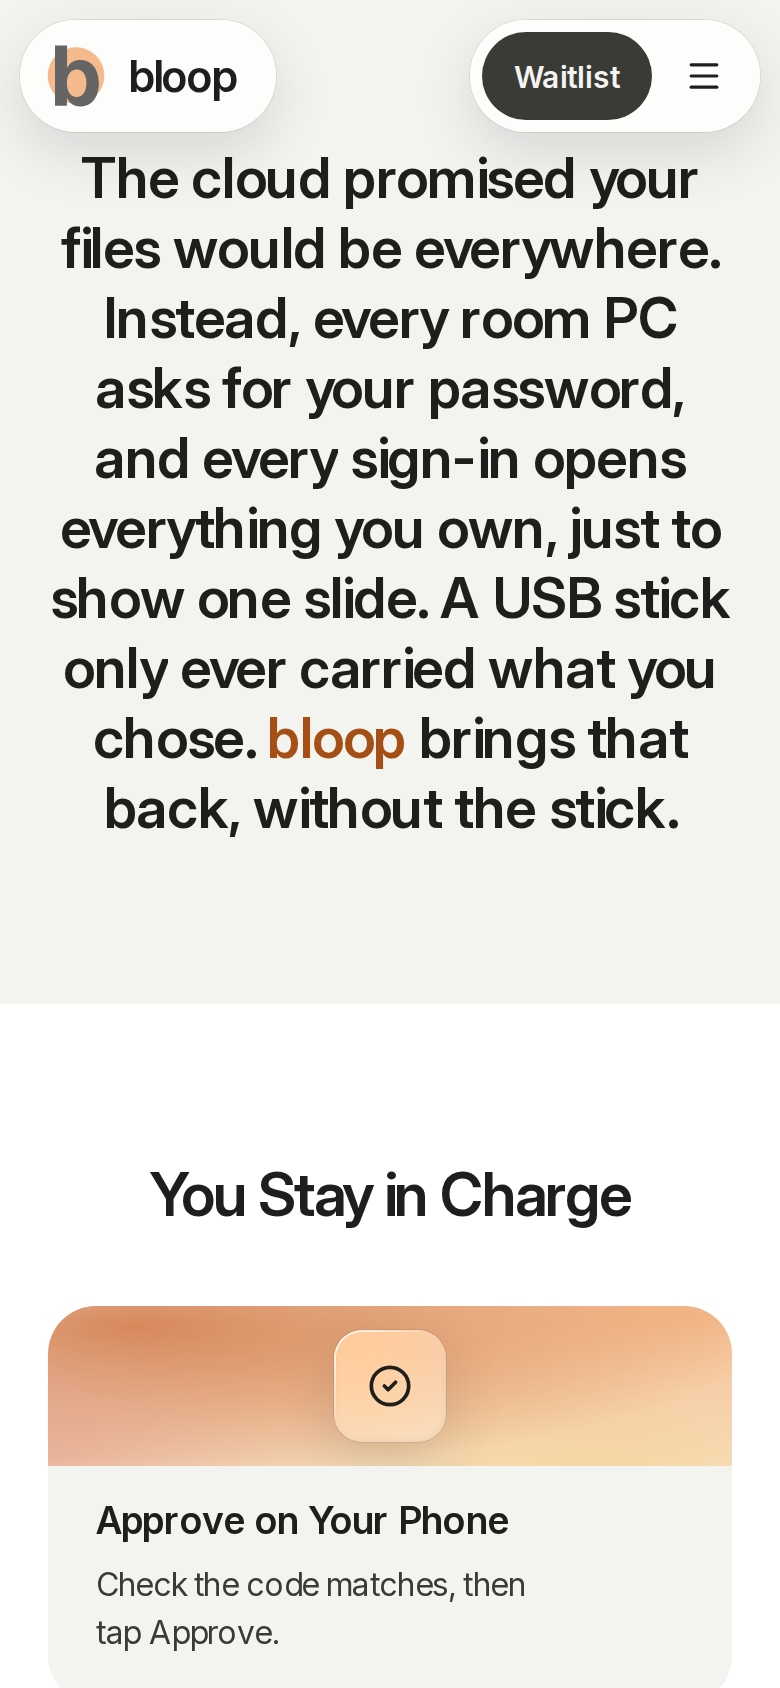 b bloop
Waitlist
The cloud promised your
files would be everywhere.
Instead, every room PC
asks for your password,
and every sign-in opens
everything you own, just to
show one slide. A USB stick
only ever carried what you
chose. bloop brings that
back, without the stick.
You Stay in Charge
Approve on Your Phone
Check the code matches, then
tap Approve.